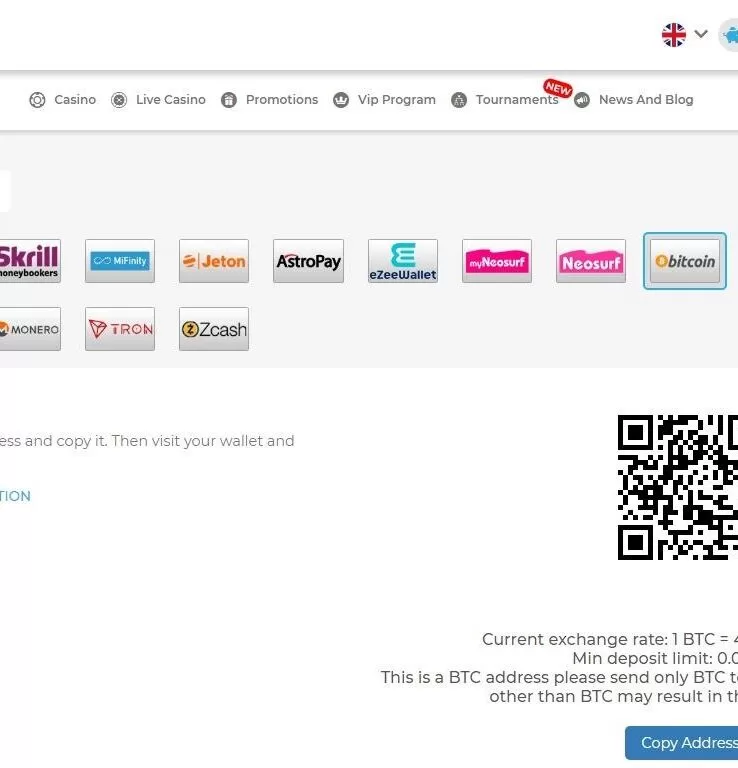 NEW
Casino Live Casino Promotions Vip Program Tournaments News And Blog
Skrill MiFinity Jeton AstroPay eZeeWallet myNeosurf Neosurf bitcoin
moneybookers
MONERO TRON Zcash
ess and copy it. Then visit your wallet and
TION
Current exchange rate: 1 BTC = 4
Min deposit limit: 0.0
This is a BTC address please send only BTC t
other than BTC may result in th
Copy Address